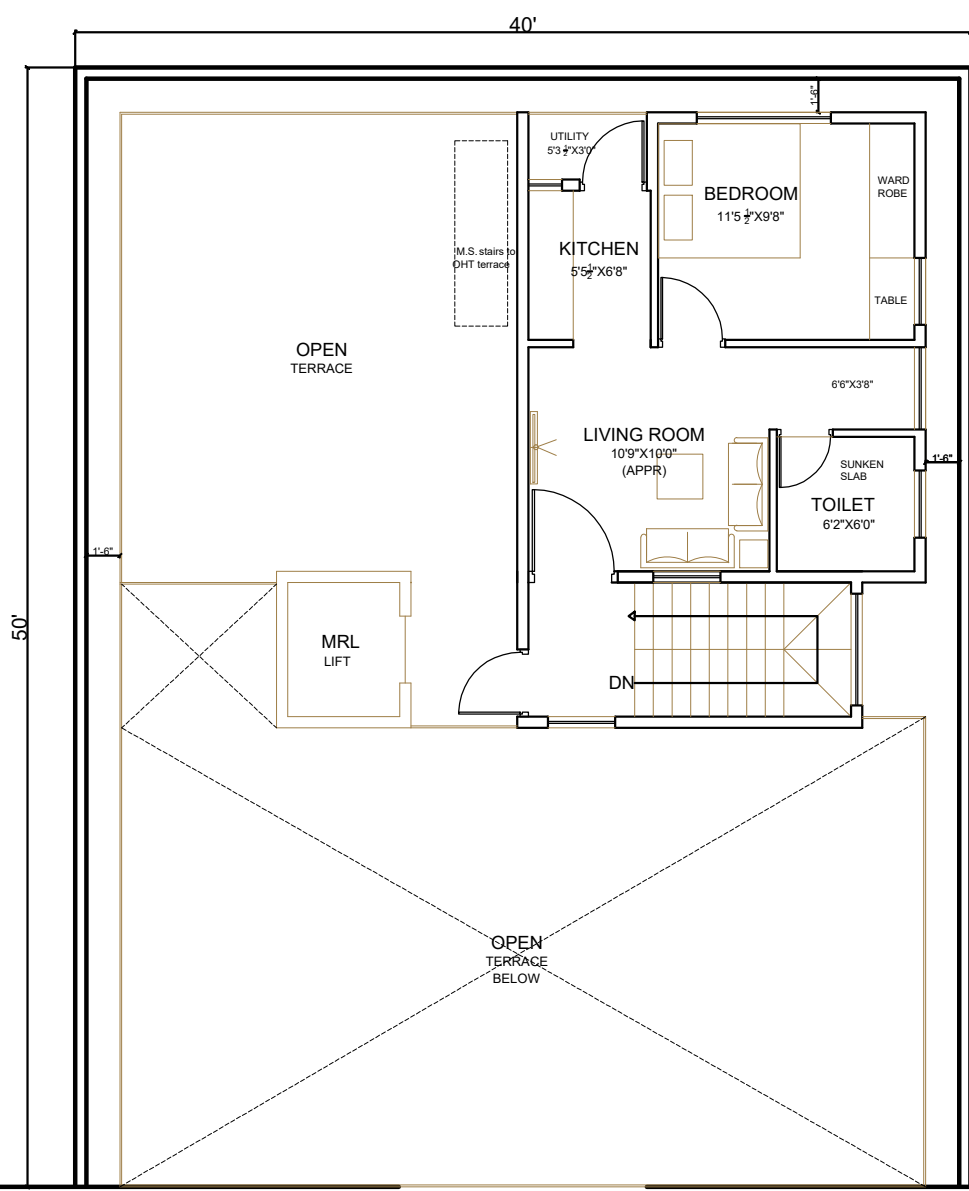 40'
1'-6"
UTILITY
5'3 ½"X3'0"
BEDROOM
11'5 ½"X9'8"
WARD
ROBE
M.S. stairs to
OHT terrace
KITCHEN
5'5½"X6'8"
TABLE
OPEN
TERRACE
6'6"X3'8"
LIVING ROOM
10'9"X10'0"
(APPR)
1'-6"
SUNKEN
SLAB
TOILET
6'2"X6'0"
1'-6"
50'
MRL
LIFT
DN
OPEN
TERRACE
BELOW